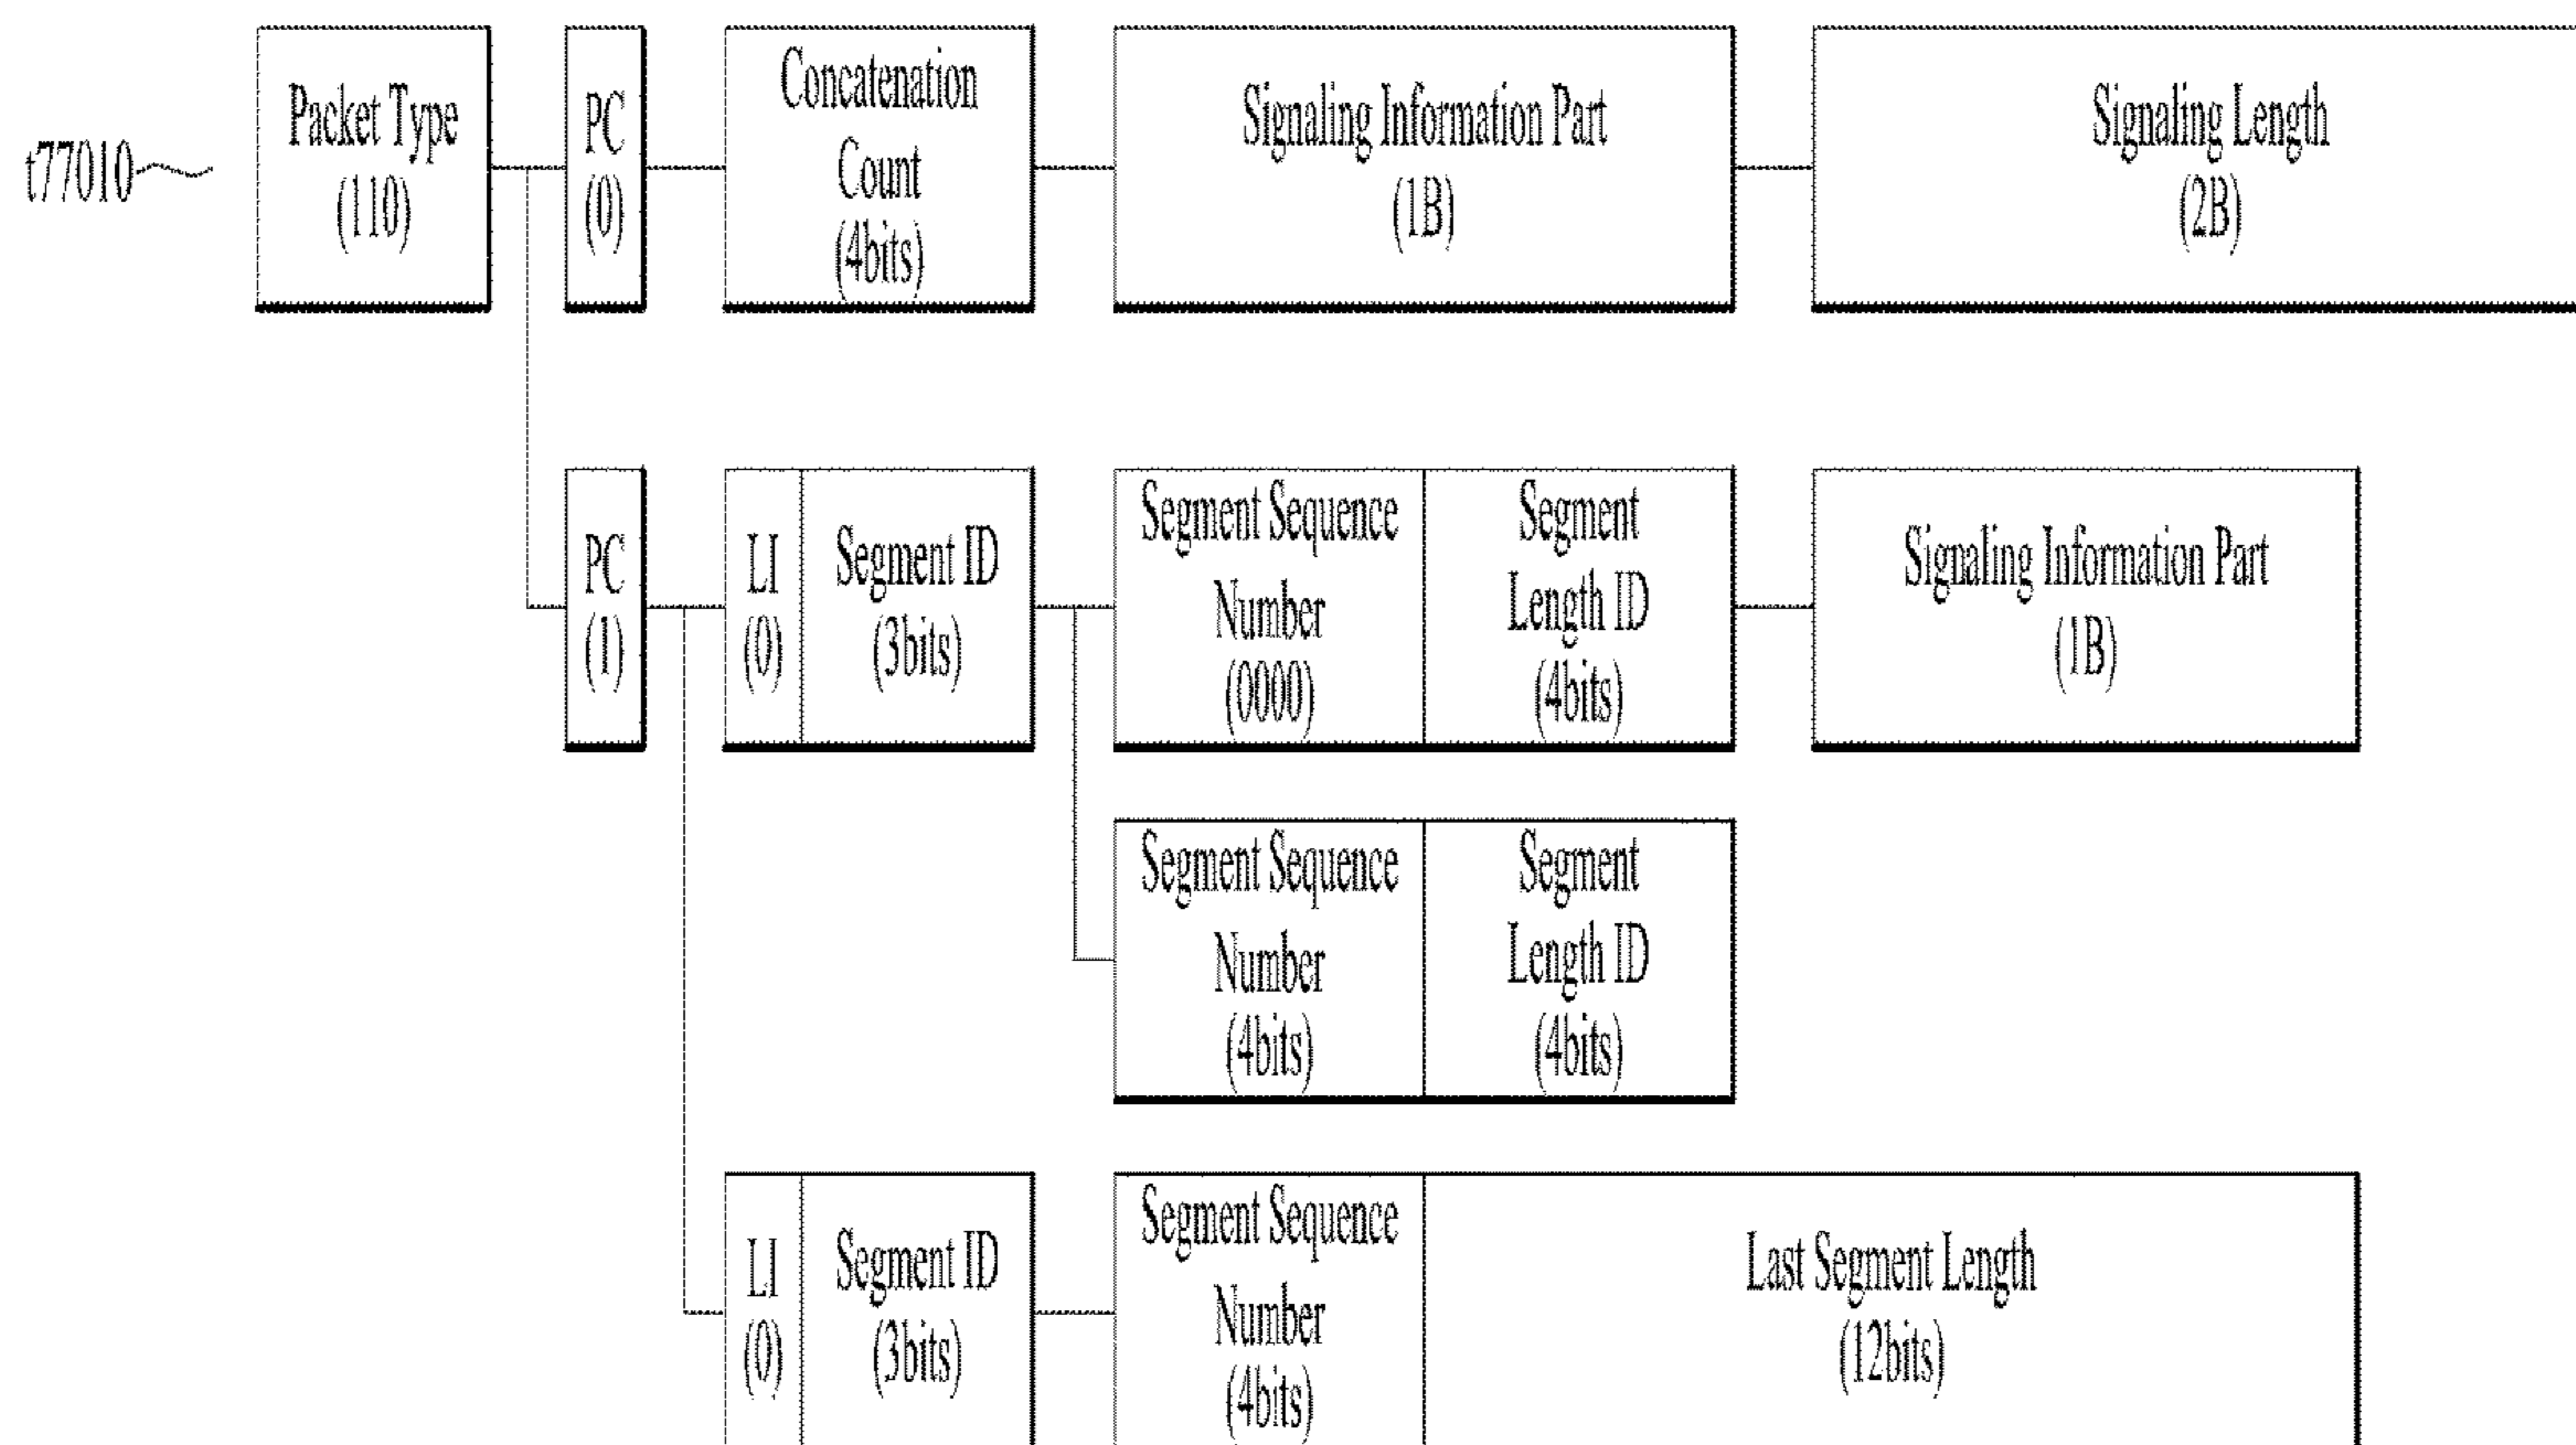 t77010
Packet Type
(110)
PC
(0)
Concatenation
Count
(4bits)
Signaling Information Part
(1B)
Signaling Length
(2B)
PC
(1)
LI
(0)
Segment ID
(3bits)
Segment Sequence
Number
(0000)
Segment
Length ID
(4bits)
Signaling Information Part
(1B)
Segment Sequence
Number
(4bits)
Segment
Length ID
(4bits)
LI
(0)
Segment ID
(3bits)
Segment Sequence
Number
(4bits)
Last Segment Length
(12bits)